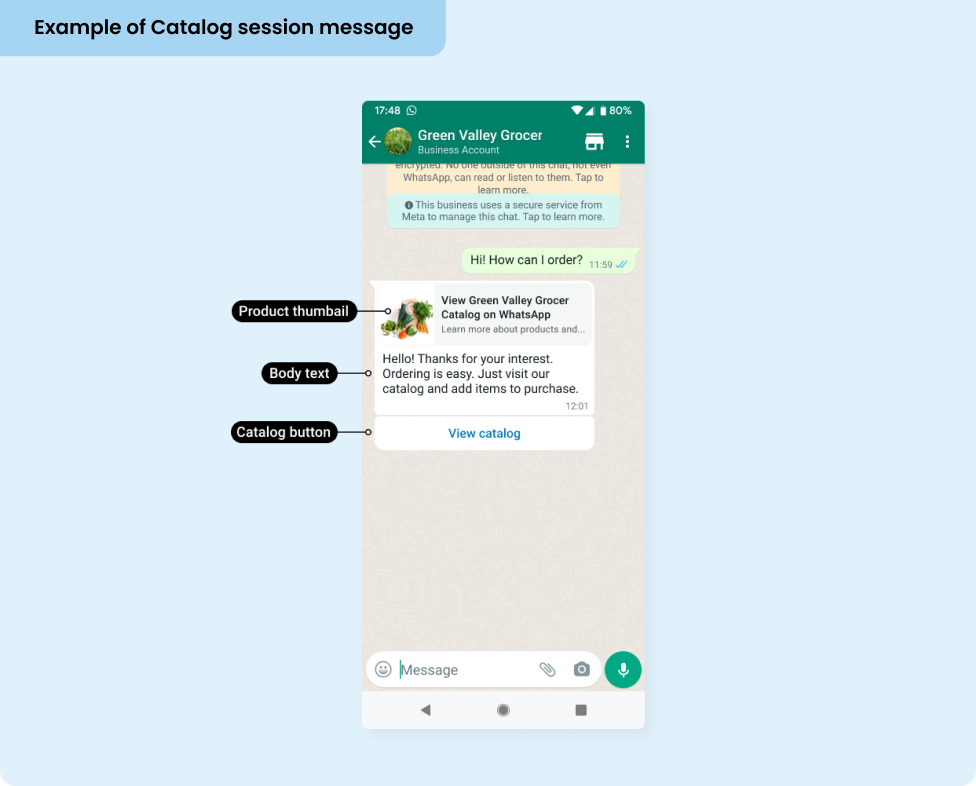 Example of Catalog session message
17:48
80%
Green Valley Grocer
Business Account
encrypted. No one outside of this chat, not even
WhatsApp, can read or listen to them. Tap to
learn more.
This business uses a secure service from
Meta to manage this chat. Tap to learn more.
Hi! How can I order? 11:59
Product thumbail
View Green Valley Grocer
Catalog on WhatsApp
Learn more about products and...
Body text
Hello! Thanks for your interest.
Ordering is easy. Just visit our
catalog and add items to purchase.
12:01
Catalog button
View catalog
Message